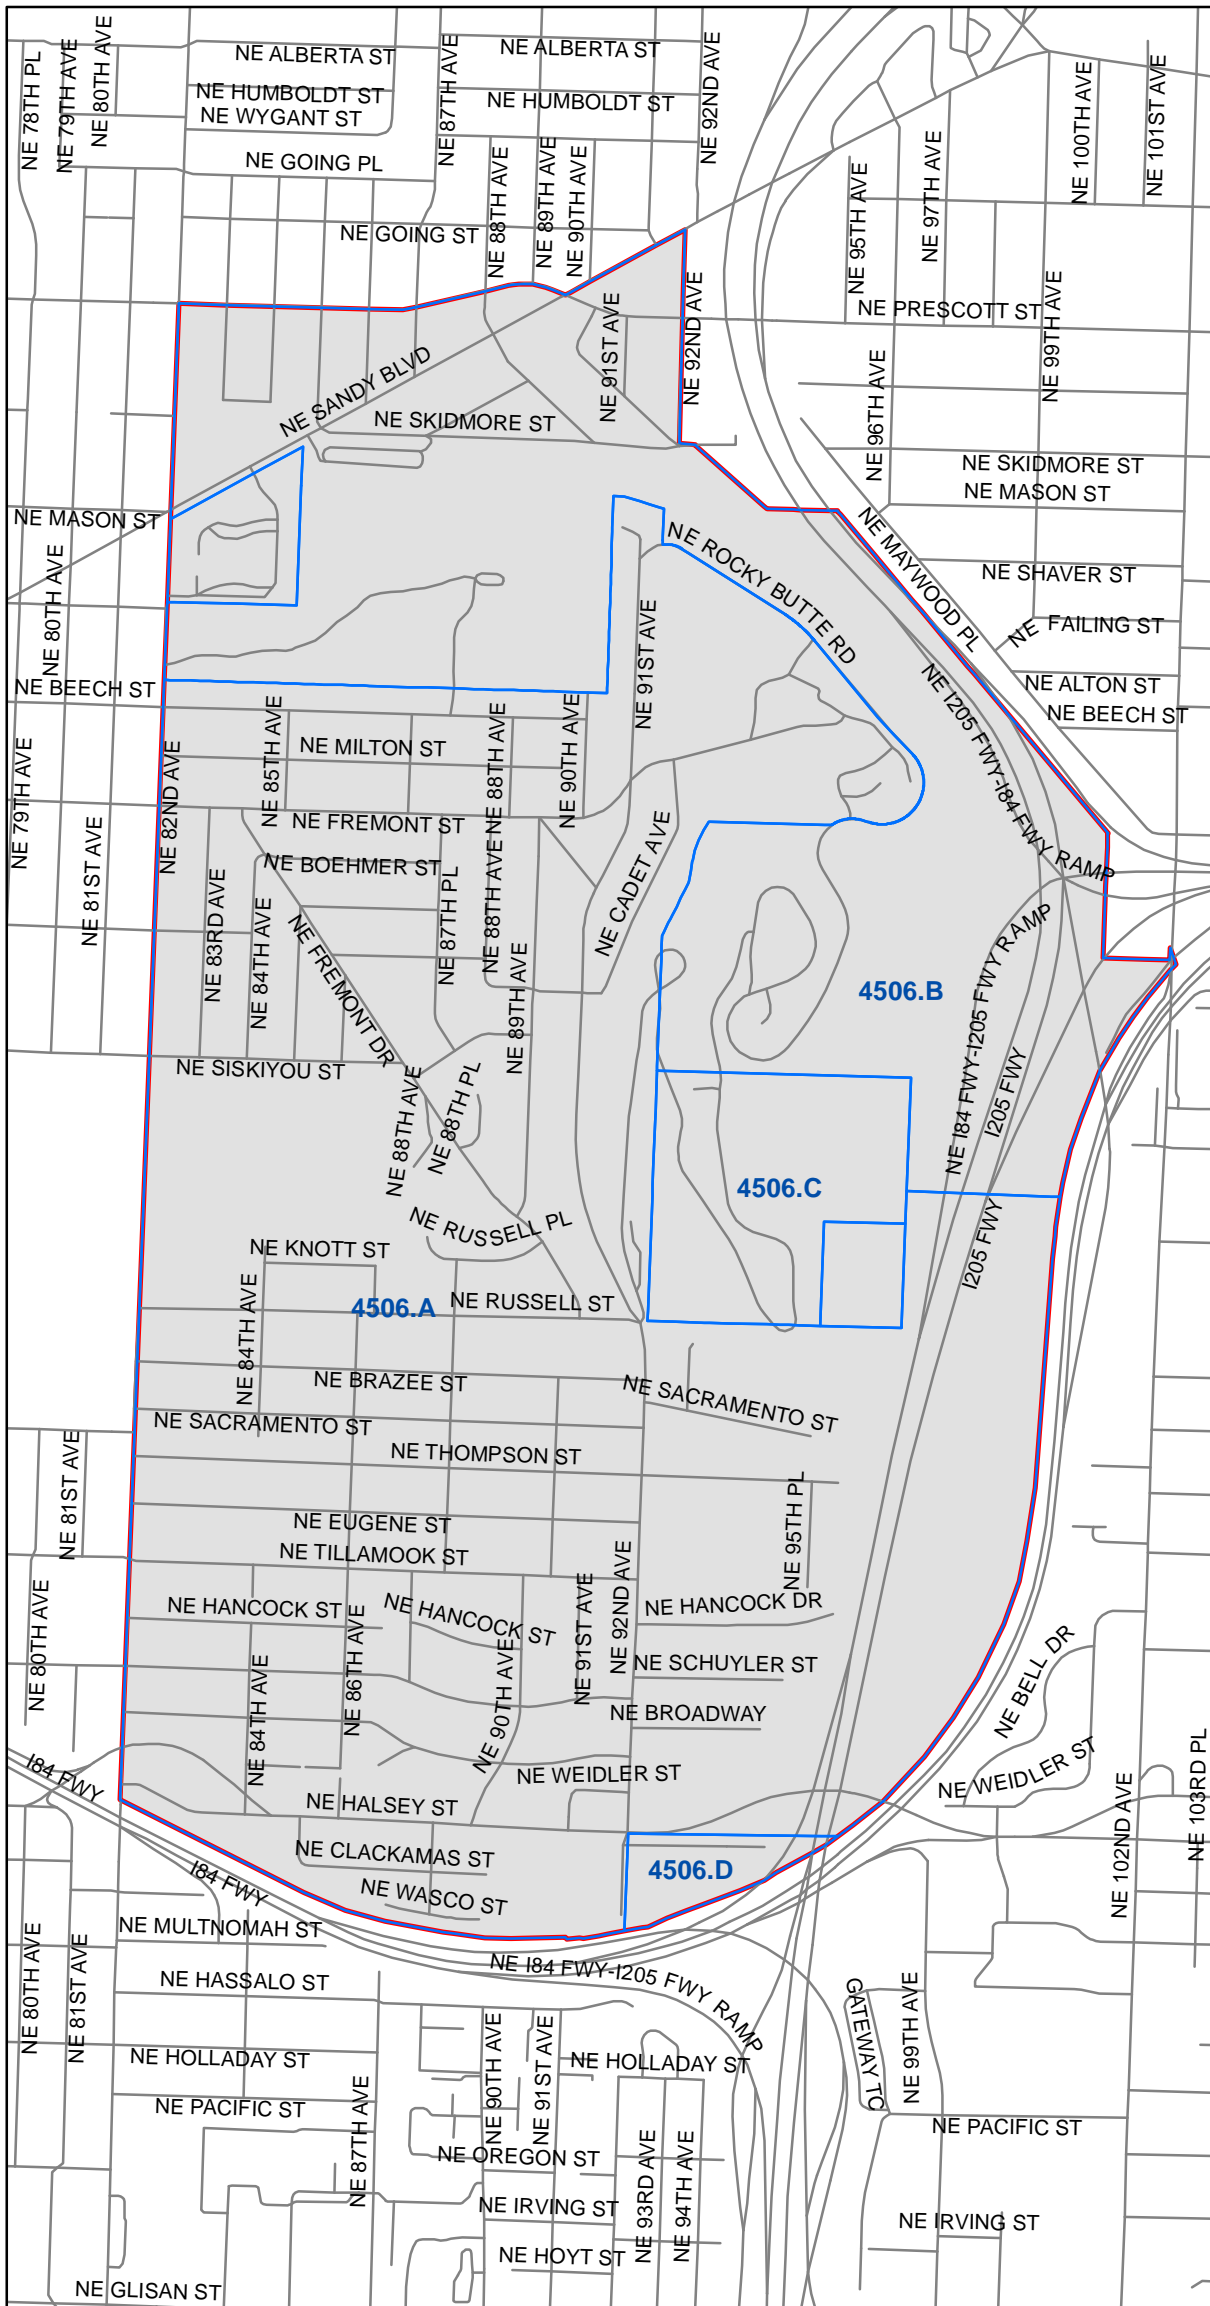 NE 78TH PL
NE 79TH AVE
NE 80TH AVE
NE ALBERTA ST
NE HUMBOLDT ST
NE WYGANT ST
NE GOING PL
NE 87TH AVE
NE ALBERTA ST
NE HUMBOLDT ST
NE 92ND AVE
NE 88TH AVE
NE 89TH AVE
NE 90TH AVE
NE GOING ST
NE 95TH AVE
NE 97TH AVE
NE 100TH AVE
NE 101ST AVE
NE PRESCOTT ST
NE 99TH AVE
NE 92ND AVE
NE 91ST AVE
NE SANDY BLVD
NE SKIDMORE ST
NE 96TH AVE
NE SKIDMORE ST
NE MASON ST
NE MASON ST
NE MAYWOOD PL
NE ROCKY BUTTE RD
NE SHAVER ST
NE FAILING ST
NE 80TH AVE
NE 91ST AVE
NE BEECH ST
NE ALTON ST
NE BEECH ST
NE I205 FWY-I84 FWY RAMP
NE 79TH AVE
NE 82ND AVE
NE 85TH AVE
NE MILTON ST
NE 88TH AVE
NE 90TH AVE
NE FREMONT ST
NE BOEHMER ST
NE 81ST AVE
NE 83RD AVE
NE 84TH AVE
NE FREMONT DR
NE 87TH PL
NE 88TH AVE
NE 89TH AVE
NE CADET AVE
4506.B
NE I84 FWY-I205 FWY RAMP
I205 FWY
NE SISKIYOU ST
NE 88TH AVE
NE 88TH PL
4506.C
I205 FWY
NE RUSSELL PL
NE KNOTT ST
NE 84TH AVE
4506.A
NE RUSSELL ST
NE BRAZEE ST
NE SACRAMENTO ST
NE SACRAMENTO ST
NE THOMPSON ST
NE 81ST AVE
NE 95TH PL
NE EUGENE ST
NE TILLAMOOK ST
NE 80TH AVE
NE HANCOCK ST
NE HANCOCK ST
NE 91ST AVE
NE 92ND AVE
NE HANCOCK DR
NE 84TH AVE
NE 86TH AVE
NE 90TH AVE
NE SCHUYLER ST
NE BROADWAY
NE BELL DR
NE WEIDLER ST
NE WEIDLER ST
I84 FWY
NE HALSEY ST
NE 102ND AVE
NE 103RD PL
NE CLACKAMAS ST
4506.D
I84 FWY
NE WASCO ST
NE MULTNOMAH ST
NE 80TH AVE
NE 81ST AVE
NE HASSALO ST
NE I84 FWY-I205 FWY RAMP
GATEWAY TC
NE 99TH AVE
NE HOLLADAY ST
NE 90TH AVE
NE 91ST AVE
NE HOLLADAY ST
NE PACIFIC ST
NE 87TH AVE
NE PACIFIC ST
NE OREGON ST
NE 93RD AVE
NE 94TH AVE
NE IRVING ST
NE IRVING ST
NE HOYT ST
NE GLISAN ST